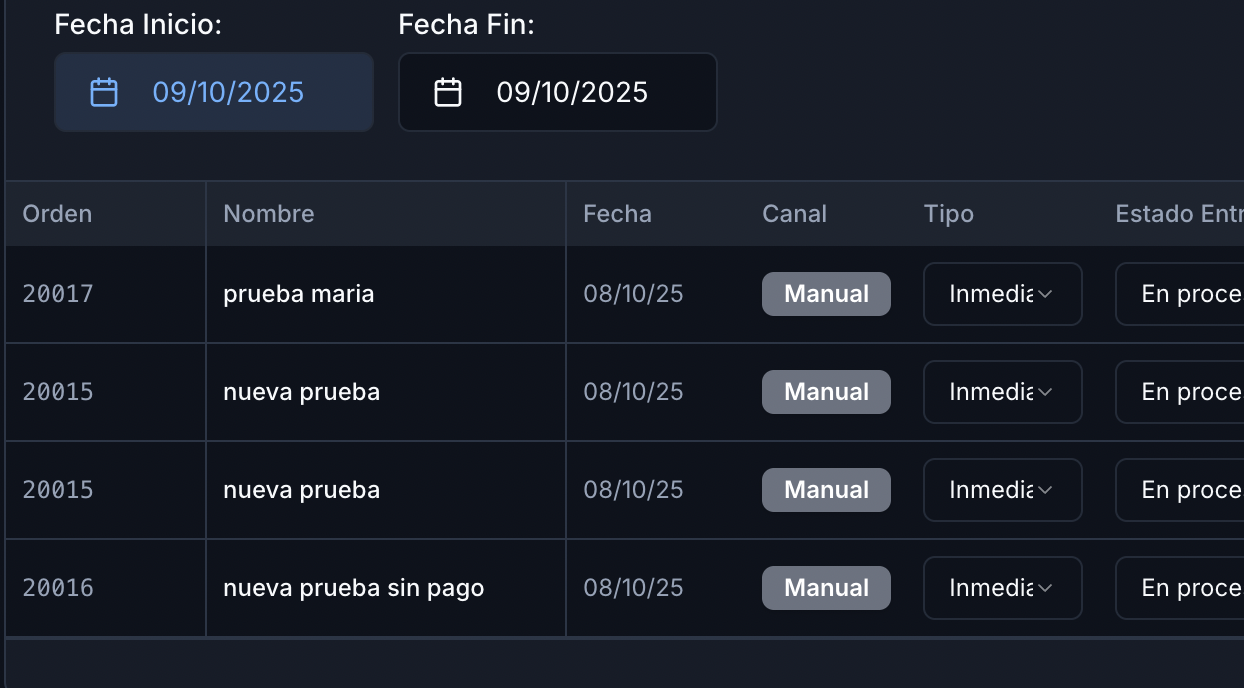 Fecha Inicio: Fecha Fin:
09/10/2025 09/10/2025
Orden Nombre Fecha Canal Tipo Estado Entr
20017 prueba maria 08/10/25 Manual Inmedia En proce
20015 nueva prueba 08/10/25 Manual Inmedia En proce
20015 nueva prueba 08/10/25 Manual Inmedia En proce
20016 nueva prueba sin pago 08/10/25 Manual Inmedia En proce